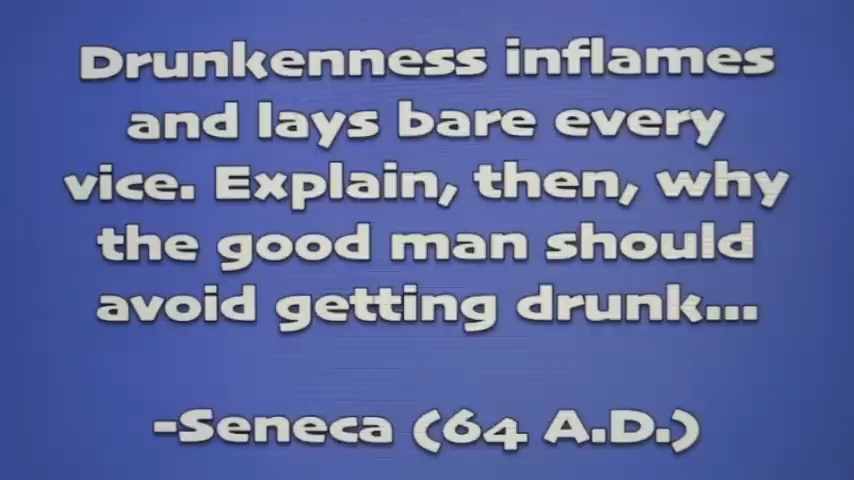 Drunkenness inflames
and lays bare every
vice. Explain, then, why
the good man should
avoid getting drunk...
-Seneca (64 A.D.)